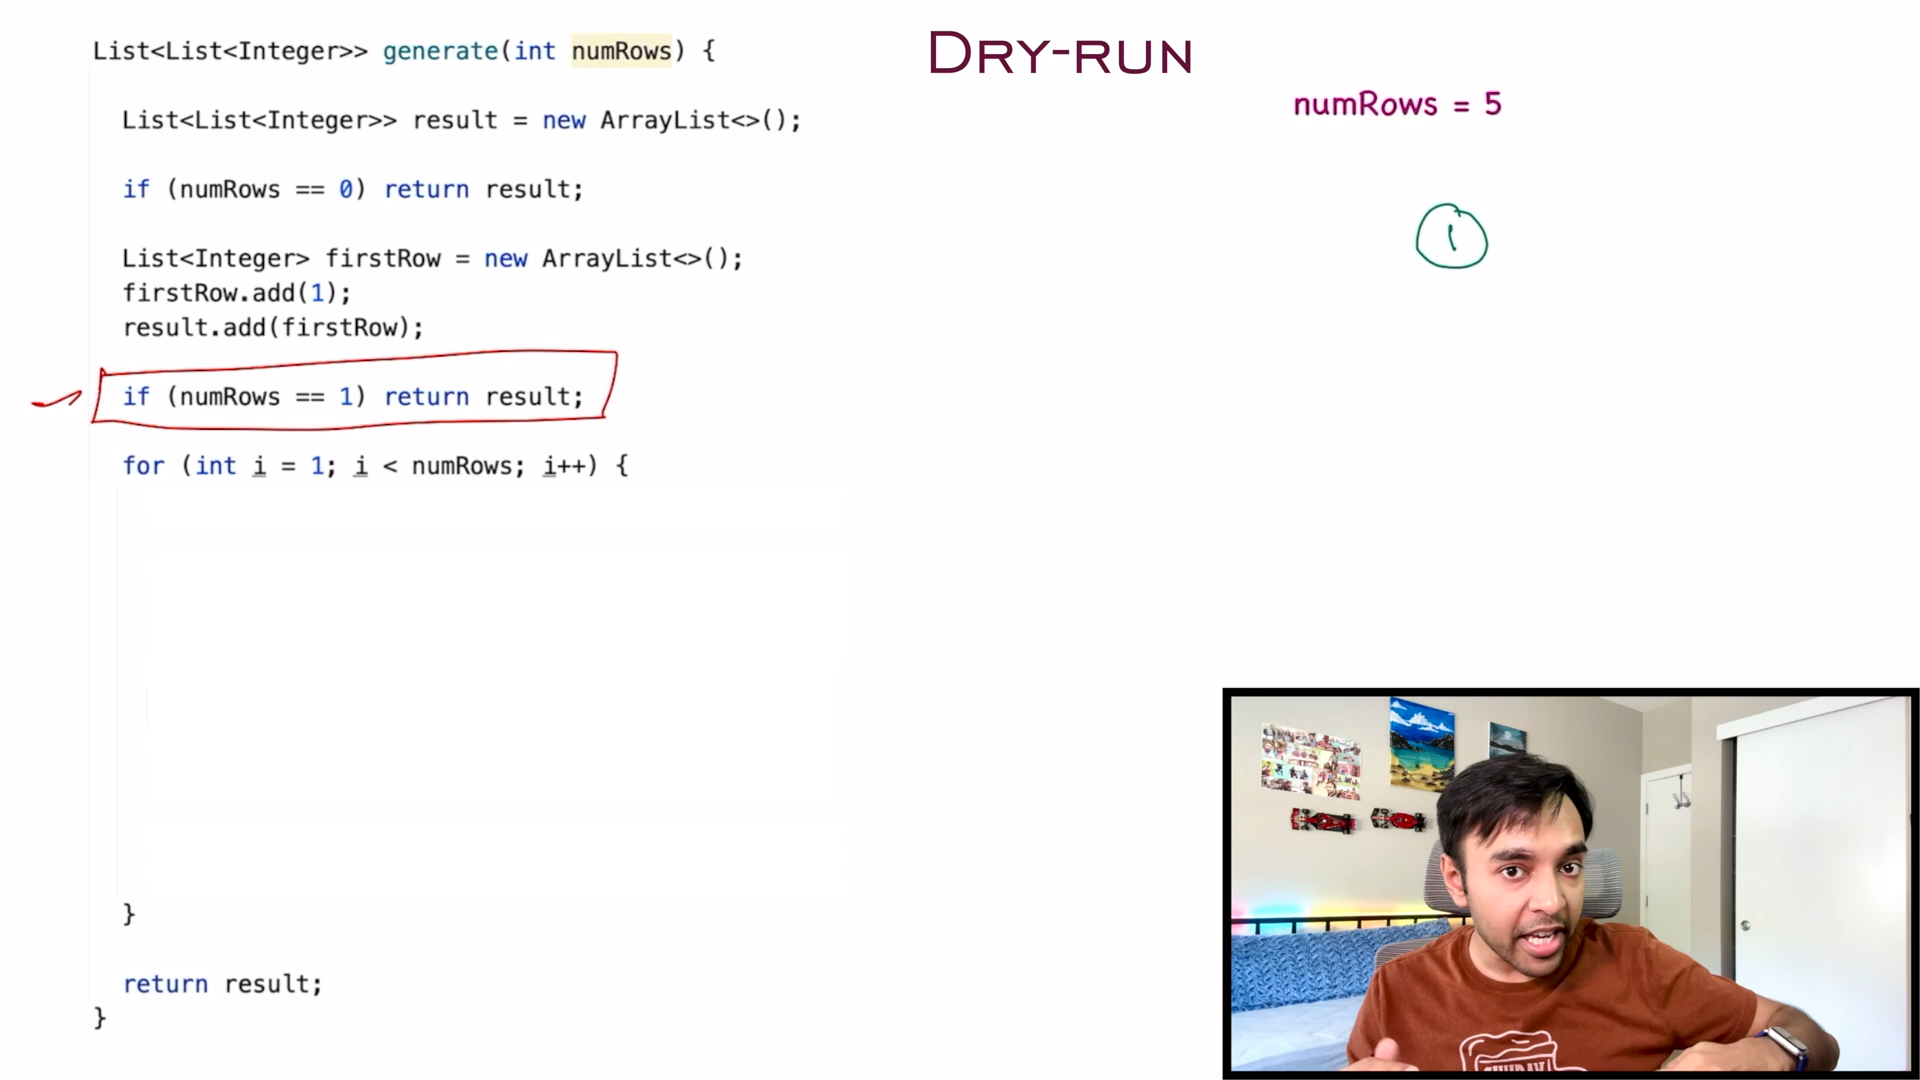 List<List<Integer>> generate(int numRows) {
DRY-RUN
numRows = 5
List<List<Integer>> result = new ArrayList<>();
if (numRows == 0) return result;
1
List<Integer> firstRow = new ArrayList<>();
firstRow.add(1);
result.add(firstRow);
if (numRows == 1) return result;
for (int i = 1; i < numRows; i++) {
}
return result;
}